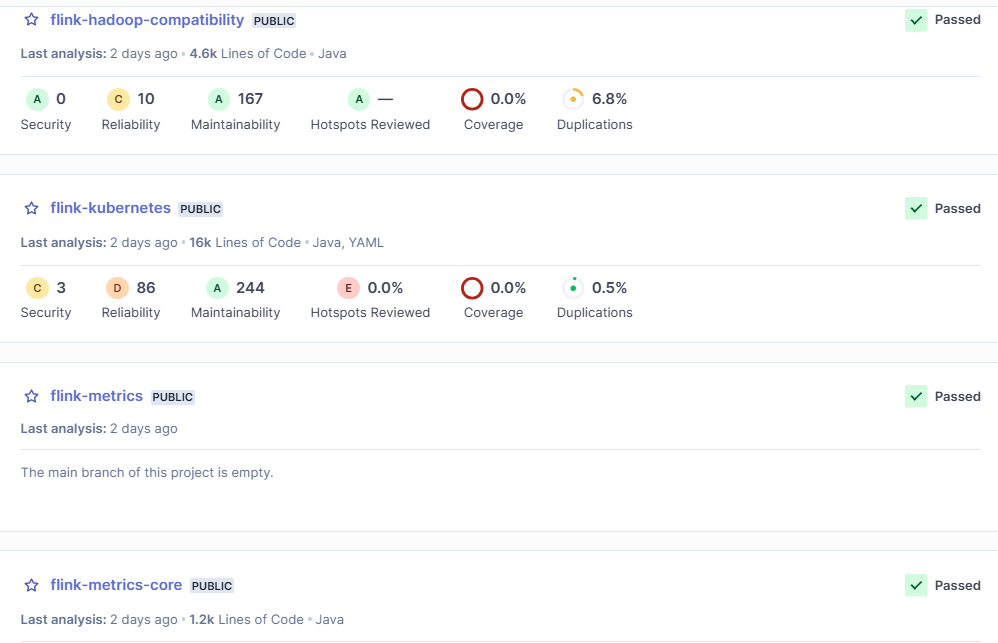 flink-hadoop-compatibility PUBLIC Passed
Last analysis: 2 days ago • 4.6k Lines of Code • Java
A 0 C 10 A 167 A — 0.0% 6.8%
Security Reliability Maintainability Hotspots Reviewed Coverage Duplications
flink-kubernetes PUBLIC Passed
Last analysis: 2 days ago • 16k Lines of Code • Java, YAML
C 3 D 86 A 244 E 0.0% 0.0% 0.5%
Security Reliability Maintainability Hotspots Reviewed Coverage Duplications
flink-metrics PUBLIC Passed
Last analysis: 2 days ago
The main branch of this project is empty.
flink-metrics-core PUBLIC Passed
Last analysis: 2 days ago • 1.2k Lines of Code • Java